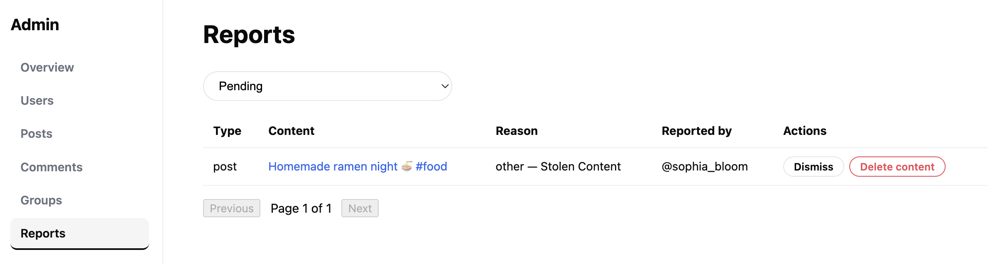 Admin
Overview
Users
Posts
Comments
Groups
Reports
Reports
Pending
Type Content Reason Reported by Actions
post Homemade ramen night 🍜 #food other — Stolen Content @sophia_bloom Dismiss Delete content
Previous Page 1 of 1 Next